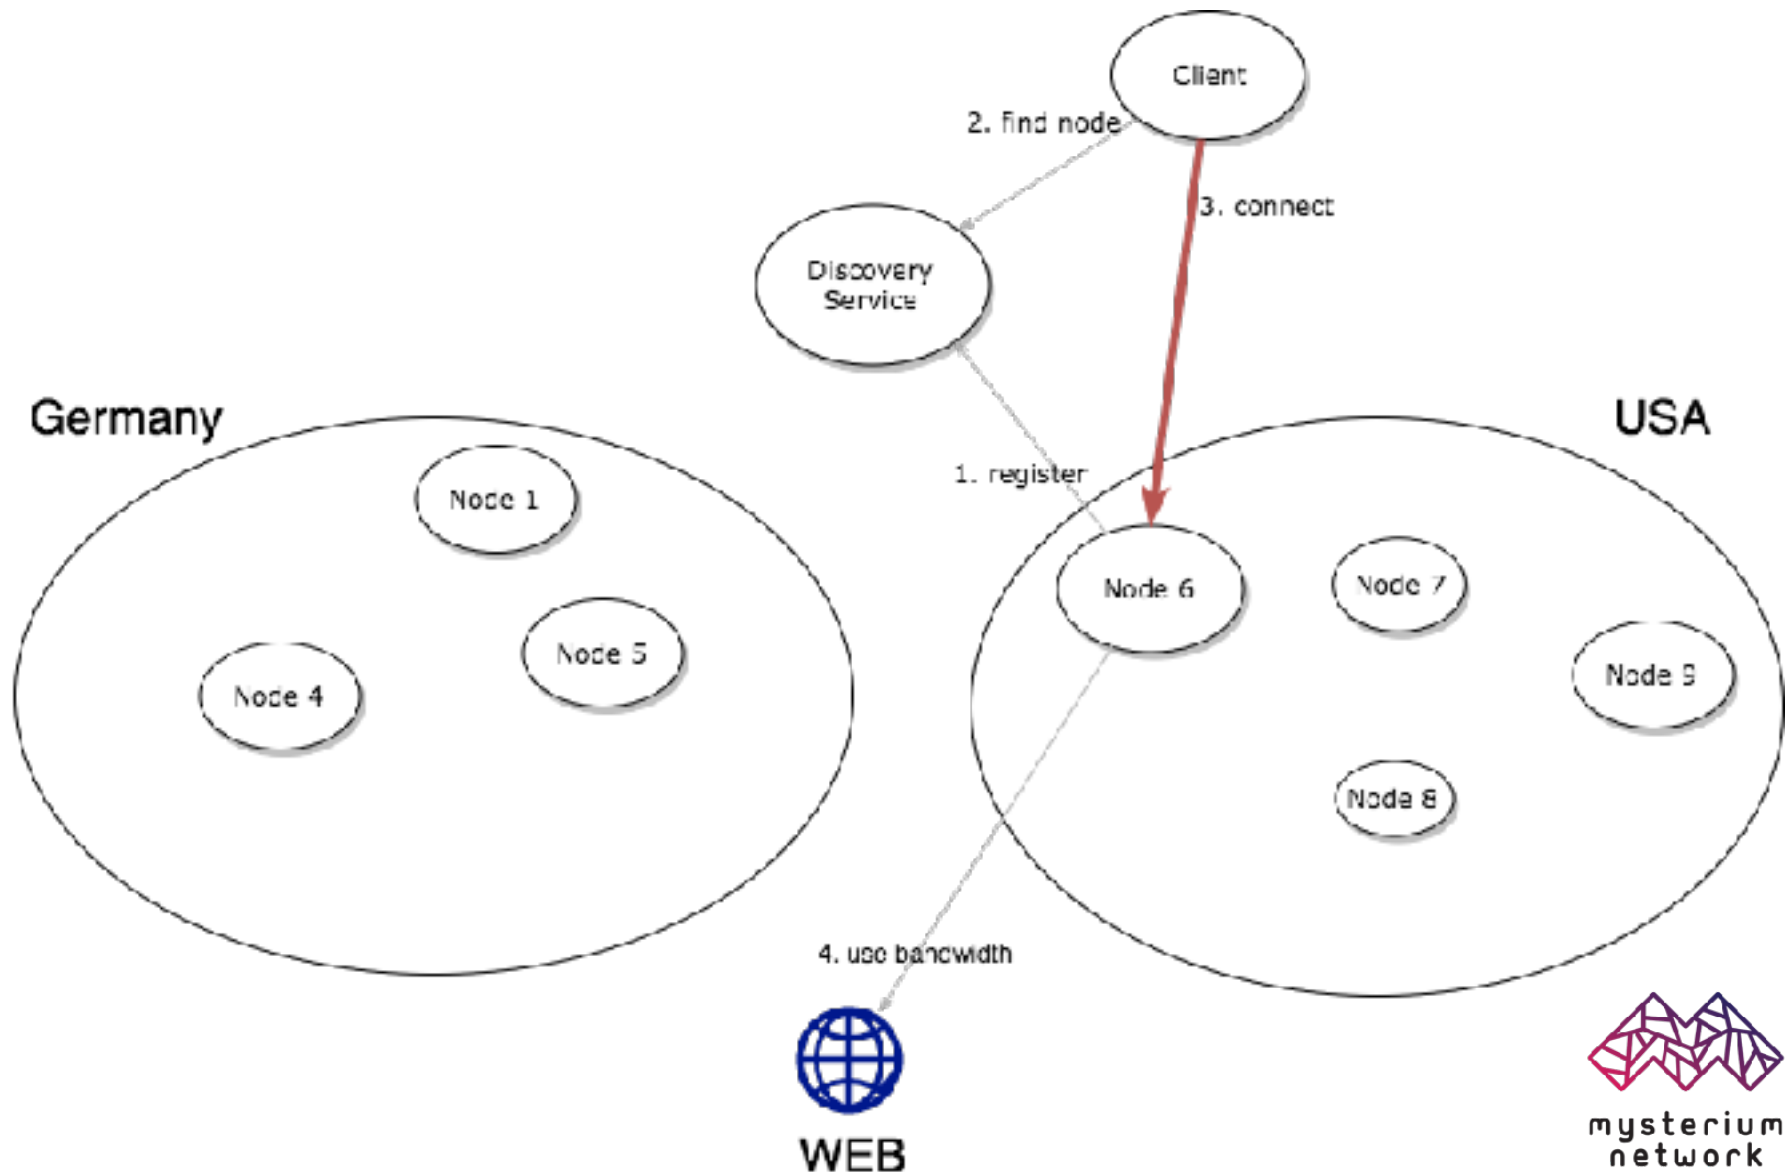 Client
2. find node
3. connect
Discovery
Service
Germany
USA
1. register
Node 1
Node 6
Node 7
Node 5
Node 9
Node 4
Node 8
4. use bandwidth
WEB
mysterium
network